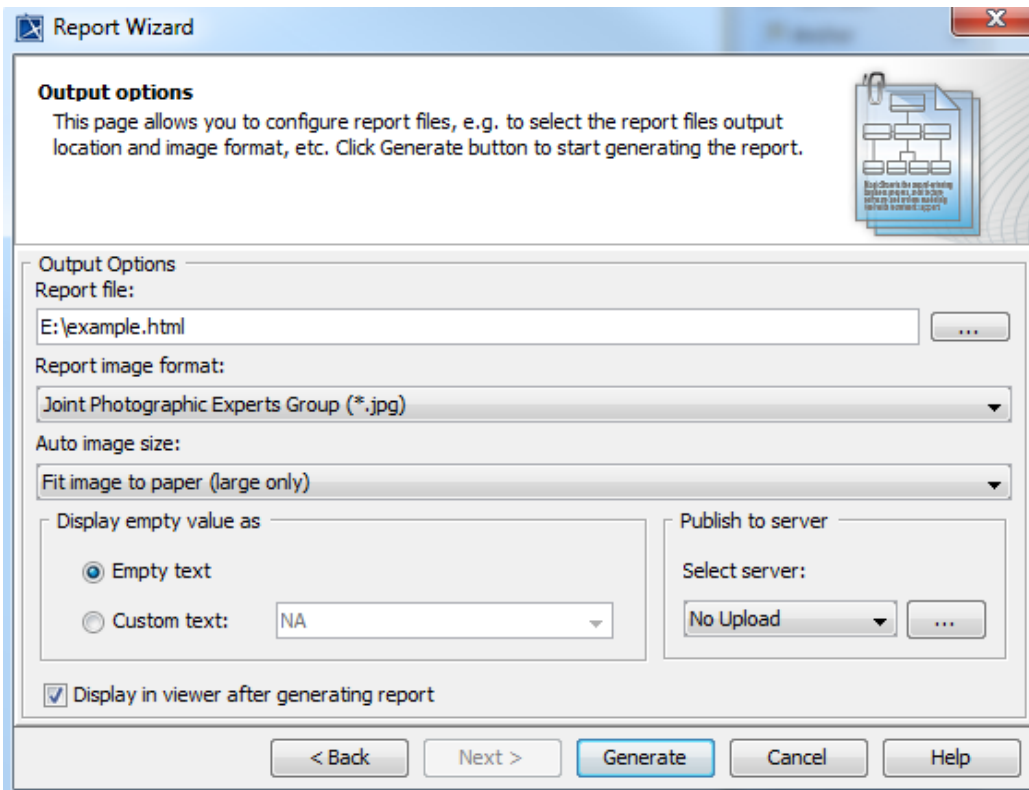 Report Wizard
Output options
This page allows you to configure report files, e.g. to select the report files output
location and image format, etc. Click Generate button to start generating the report.
Output Options
Report file:
E:\example.html
...
Report image format:
Joint Photographic Experts Group (*.jpg)
Auto image size:
Fit image to paper (large only)
Display empty value as
Empty text
Custom text:
NA
Publish to server
Select server:
No Upload
...
Display in viewer after generating report
< Back
Next >
Generate
Cancel
Help